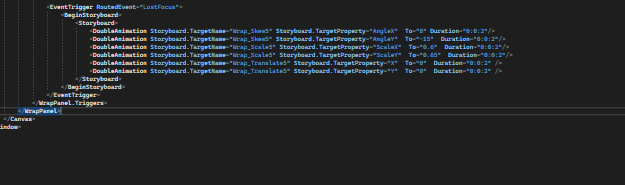 <EventTrigger RoutedEvent="LostFocus">
<BeginStoryboard>
<Storyboard>
<DoubleAnimation Storyboard.TargetName="Wrap_Skew5" Storyboard.TargetProperty="AngleX" To="0" Duration="0:0:2"/>
<DoubleAnimation Storyboard.TargetName="Wrap_Skew5" Storyboard.TargetProperty="AngleY" To="-15" Duration="0:0:2"/>
<DoubleAnimation Storyboard.TargetName="Wrap_Scale5" Storyboard.TargetProperty="ScaleX" To="0.6" Duration="0:0:2"/>
<DoubleAnimation Storyboard.TargetName="Wrap_Scale5" Storyboard.TargetProperty="ScaleY" To="0.65" Duration="0:0:2"/>
<DoubleAnimation Storyboard.TargetName="Wrap_Translate5" Storyboard.TargetProperty="X" To="0" Duration="0:0:2" />
<DoubleAnimation Storyboard.TargetName="Wrap_Translate5" Storyboard.TargetProperty="Y" To="0" Duration="0:0:2" />
</Storyboard>
</BeginStoryboard>
</EventTrigger>
</WrapPanel.Triggers>
</WrapPanel>
</Canvas>
indow>